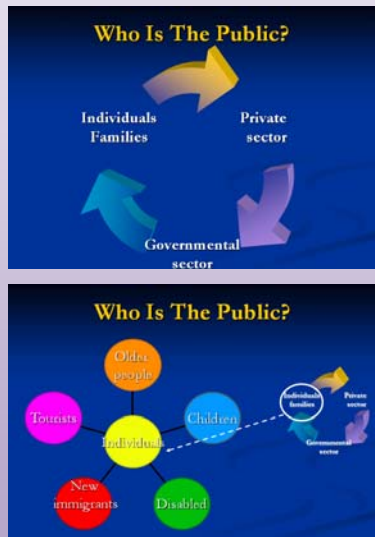 Who Is The Public?
Individuals
Families
Private
sector
Governmental
sector
Who Is The Public?
Older
people
Tourists
Children
Individuals
New
immigrants
Disabled
Individuals
families
Private
sector
Governmental
sector